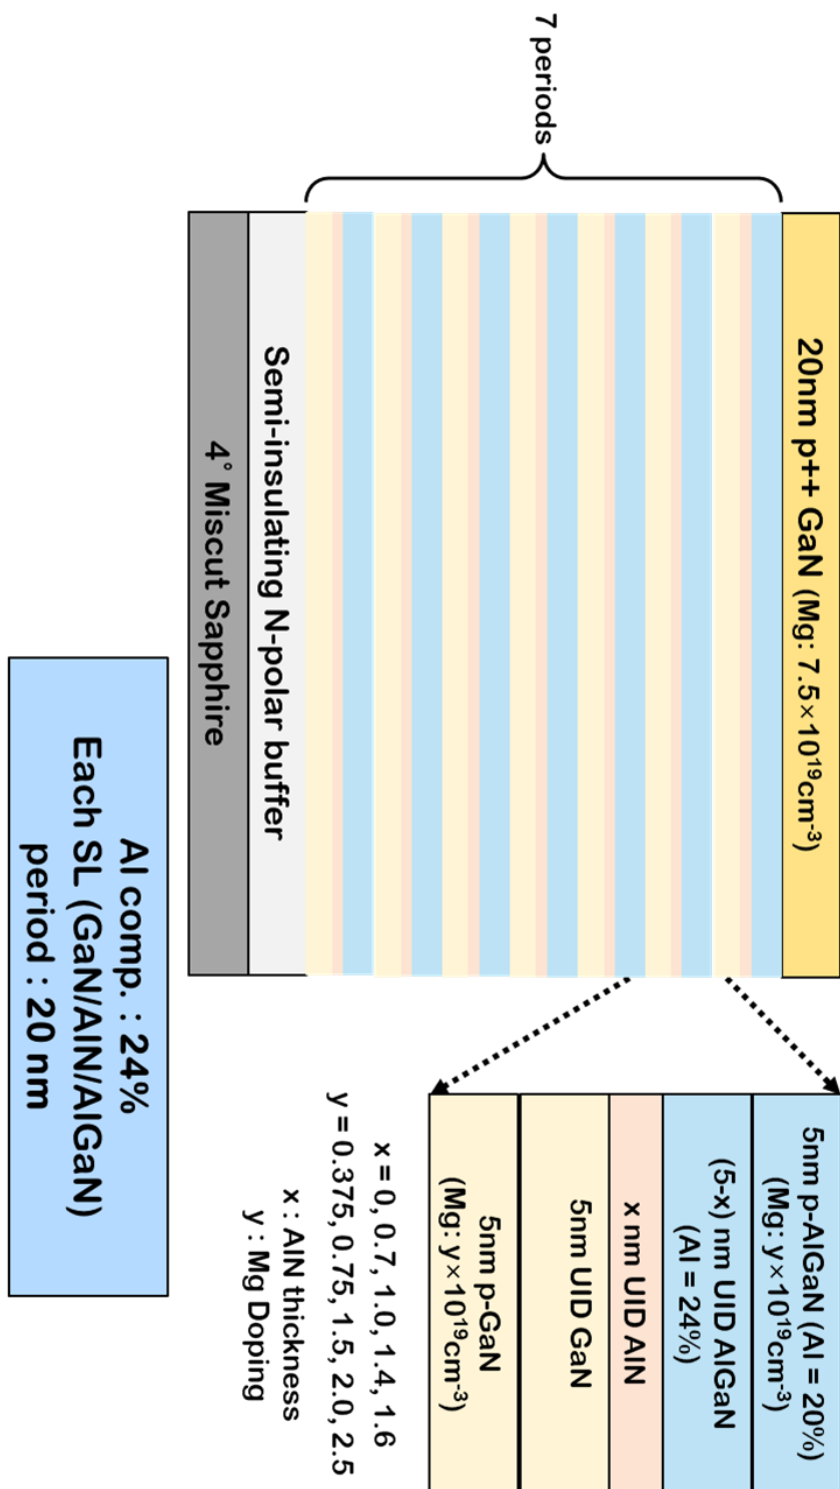 7 periods
20nm p++ GaN (Mg: 7.5×10¹⁹cm⁻³)
Semi-insulating N-polar buffer
4° Miscut Sapphire
5nm p-AlGaN (Al = 20%)
(Mg: y×10¹⁹cm⁻³)
(5-x) nm UID AlGaN
(Al = 24%)
x nm UID AlN
5nm UID GaN
5nm p-GaN
(Mg: y×10¹⁹cm⁻³)
x = 0, 0.7, 1.0, 1.4, 1.6
y = 0.375, 0.75, 1.5, 2.0, 2.5
x : AlN thickness
y : Mg Doping
Al comp. : 24%
Each SL (GaN/AlN/AlGaN)
period : 20 nm